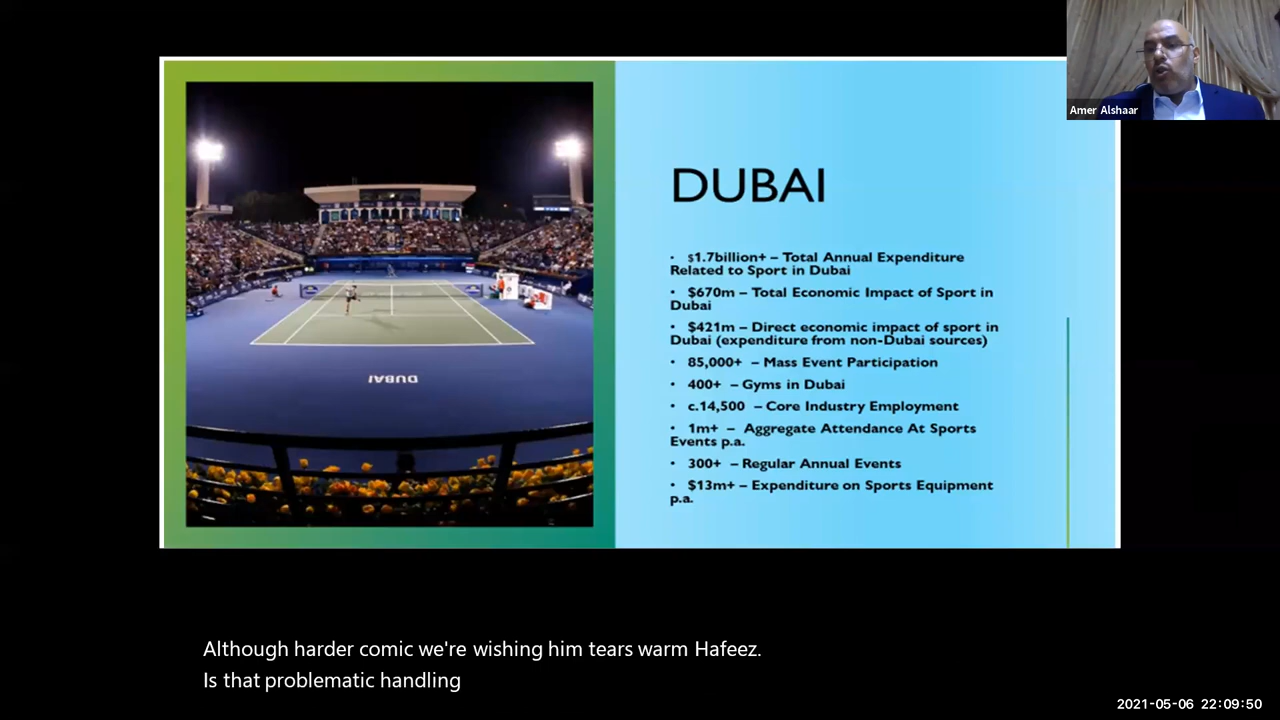 Amer Alshaar
DUBAI
• $1.7billion+ – Total Annual Expenditure
Related to Sport in Dubai
• $670m – Total Economic Impact of Sport in
Dubai
• $421m – Direct economic impact of sport in
Dubai (expenditure from non-Dubai sources)
• 85,000+ – Mass Event Participation
• 400+ – Gyms in Dubai
• c.14,500 – Core Industry Employment
• 1m+ – Aggregate Attendance At Sports
Events p.a.
• 300+ – Regular Annual Events
• $13m+ – Expenditure on Sports Equipment
p.a.
DUBAI
Although harder comic we're wishing him tears warm Hafeez.
Is that problematic handling
2021-05-06 22:09:50